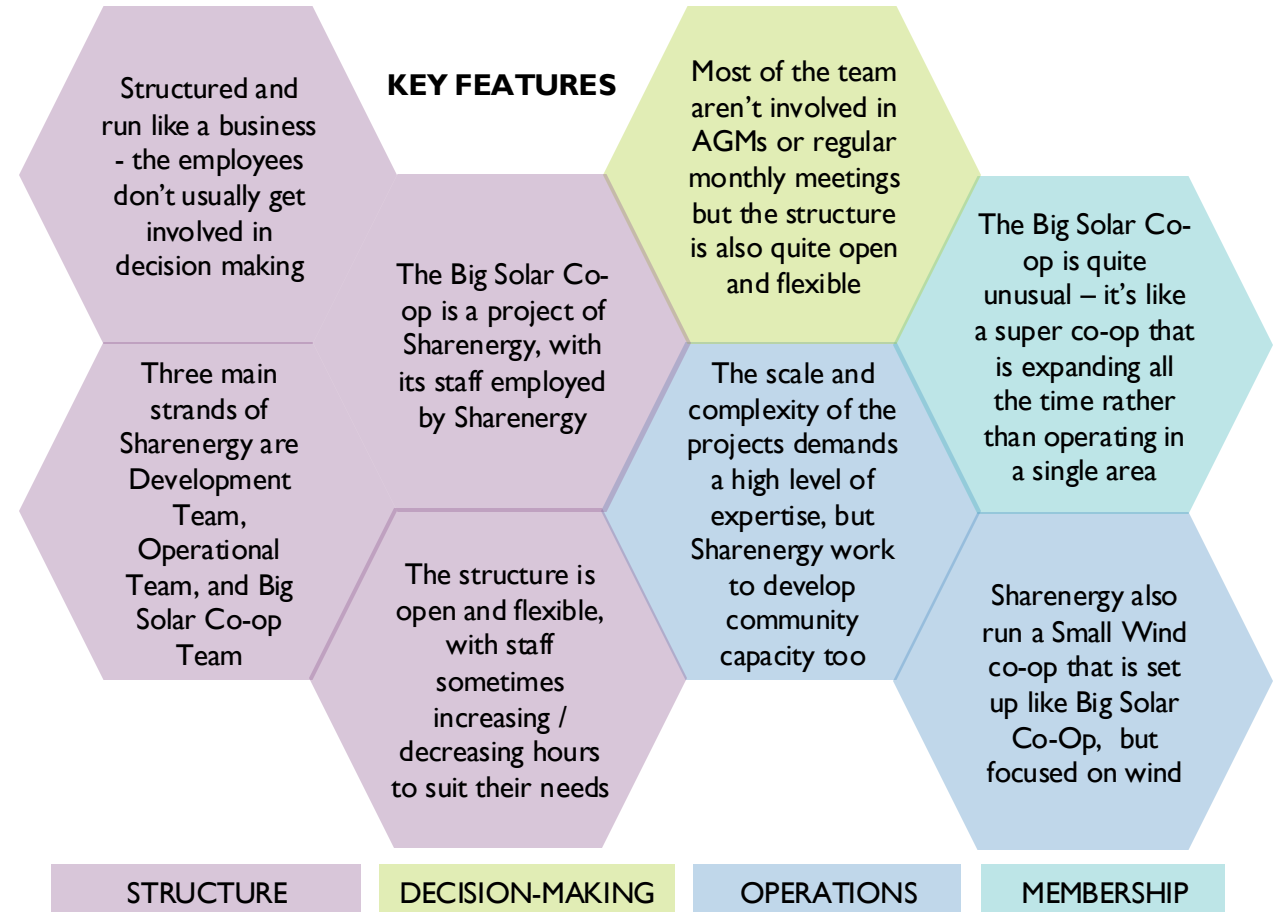 KEY FEATURES
Structured and
run like a business
- the employees
don't usually get
involved in
decision making
Three main
strands of
Sharenergy are
Development
Team,
Operational
Team, and Big
Solar Co-op
Team
The Big Solar Co-
op is a project of
Sharenergy, with
its staff employed
by Sharenergy
The structure is
open and flexible,
with staff
sometimes
increasing /
decreasing hours
to suit their needs
Most of the team
aren't involved in
AGMs or regular
monthly meetings
but the structure
is also quite open
and flexible
The scale and
complexity of the
projects demands
a high level of
expertise, but
Sharenergy work
to develop
community
capacity too
The Big Solar Co-
op is quite
unusual – it's like
a super co-op that
is expanding all
the time rather
than operating in
a single area
Sharenergy also
run a Small Wind
co-op that is set
up like Big Solar
Co-Op, but
focused on wind
STRUCTURE
DECISION-MAKING
OPERATIONS
MEMBERSHIP